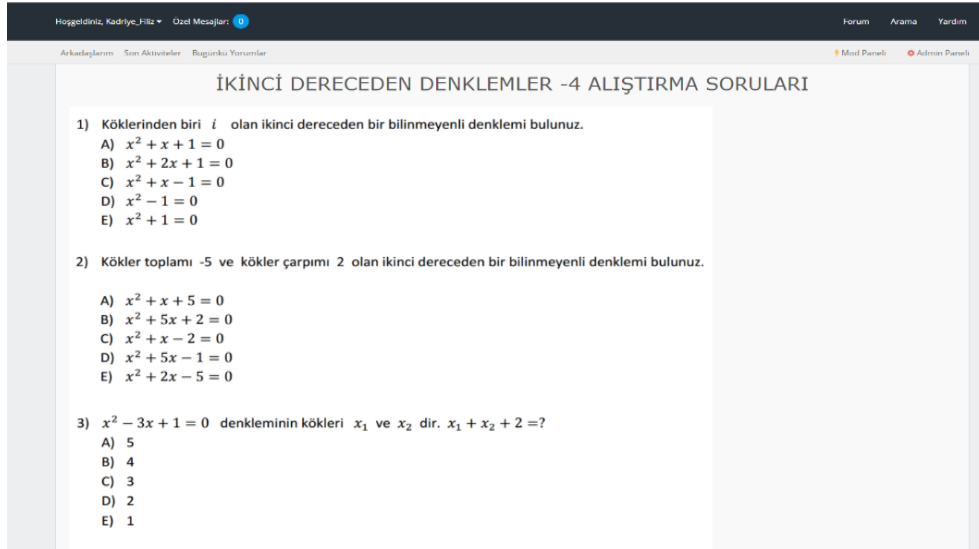 Hoşgeldiniz, Kadriye_Filiz ▾ Özel Mesajlar: 0 Forum Arama Yardım
Arkadaşlarım Son Aktiviteler Bugünkü Yorumlar Mod Paneli Admin Paneli
İKİNCİ DERECEDEN DENKLEMLER -4 ALIŞTIRMA SORULARI
1) Köklerinden biri i olan ikinci dereceden bir bilinmeyenli denklemi bulunuz.
A) x² + x + 1 = 0
B) x² + 2x + 1 = 0
C) x² + x − 1 = 0
D) x² − 1 = 0
E) x² + 1 = 0
2) Kökler toplamı -5 ve kökler çarpımı 2 olan ikinci dereceden bir bilinmeyenli denklemi bulunuz.
A) x² + x + 5 = 0
B) x² + 5x + 2 = 0
C) x² + x − 2 = 0
D) x² + 5x − 1 = 0
E) x² + 2x − 5 = 0
3) x² − 3x + 1 = 0 denkleminin kökleri x₁ ve x₂ dir. x₁ + x₂ + 2 =?
A) 5
B) 4
C) 3
D) 2
E) 1